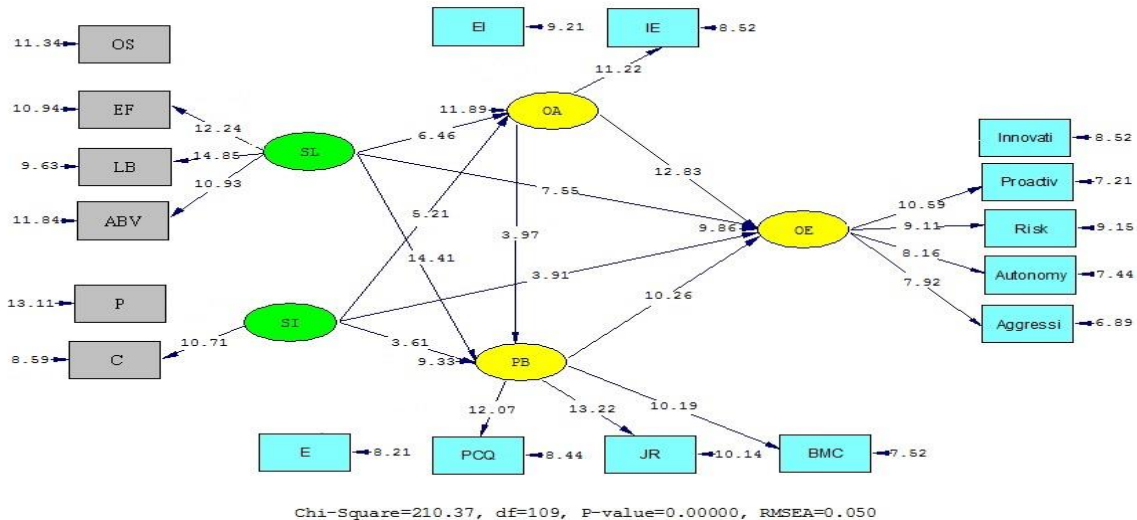 EI 9.21 IE 8.52
11.34 OS
11.22
10.94 EF 11.89 OA
12.24 6.46
9.63 LB 14.85 SL Innovati 8.52
10.93 12.83 Proactiv 7.21
11.84 ABV 7.55 10.59
5.21 9.11 Risk 9.15
3.97 9.86 OE
14.41 8.16 Autonomy 7.44
3.91 7.92
13.11 P 10.26
SI Aggressi 6.89
8.59 C 10.71 3.61
9.33 PB
12.07 13.22 10.19
E 8.21 PCQ 8.44 JR 10.14 BMC 7.52
Chi-Square=210.37, df=109, P-value=0.00000, RMSEA=0.050